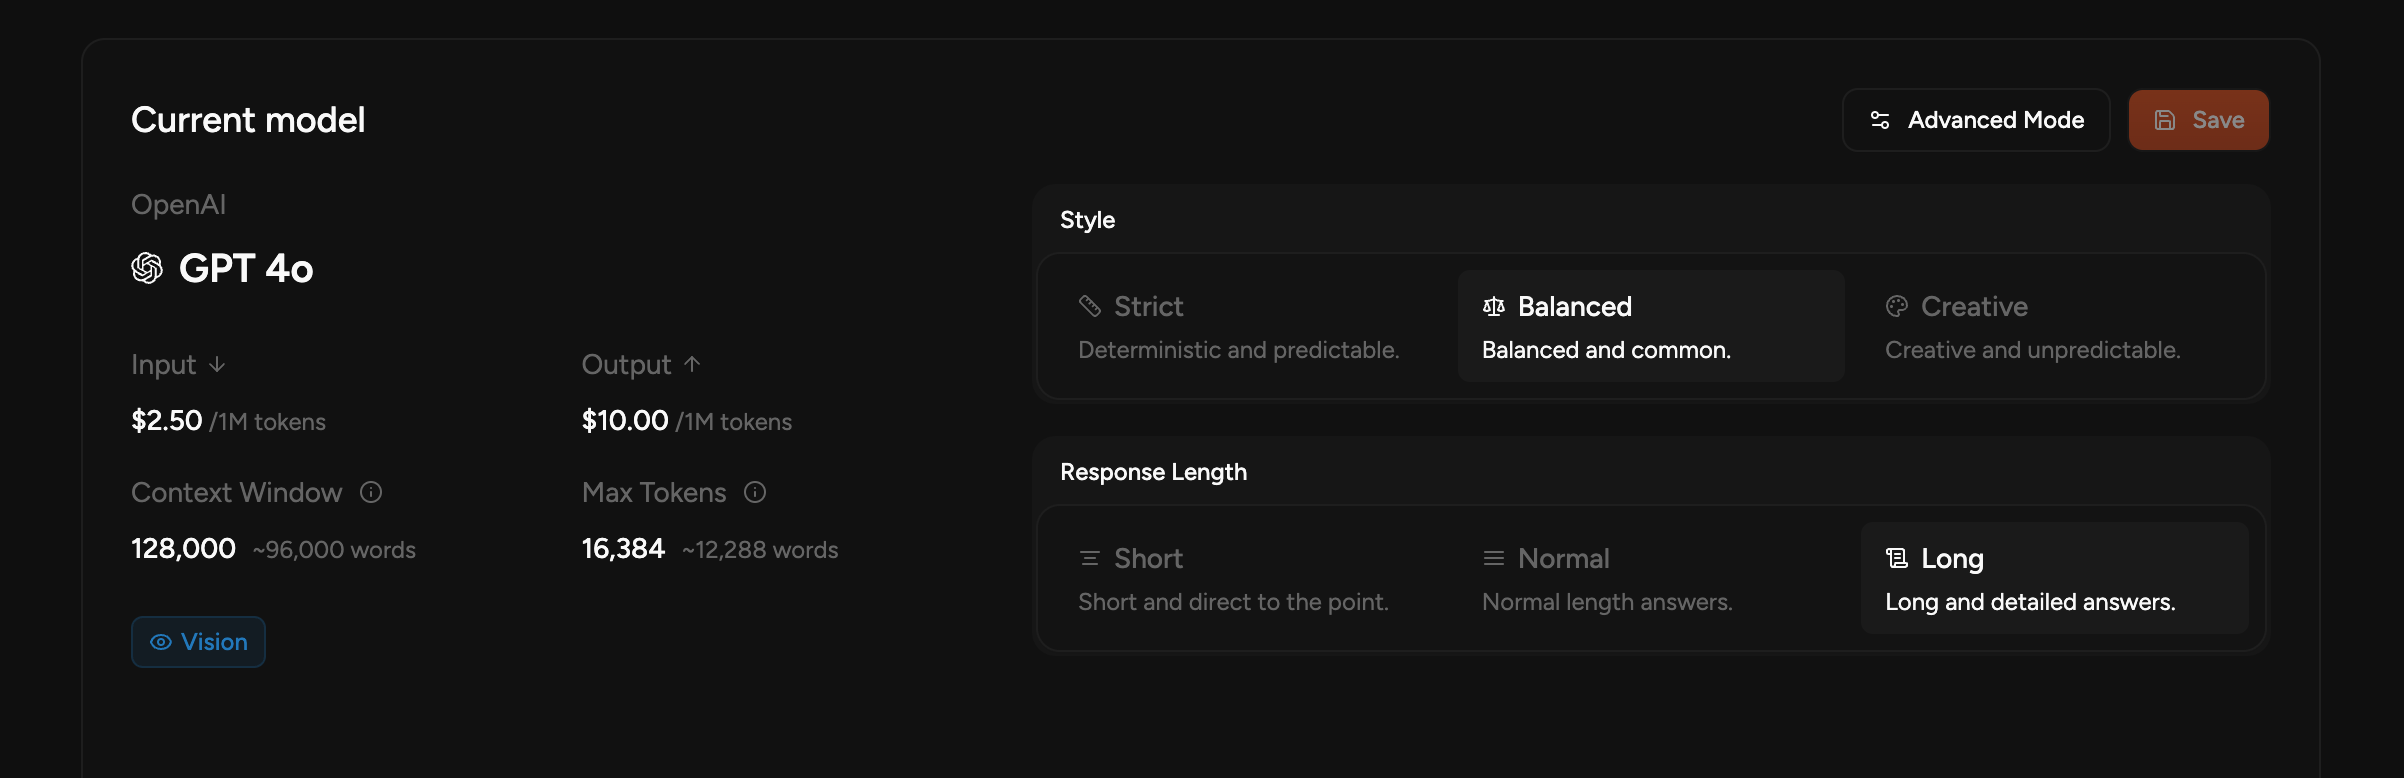 Current model
Advanced Mode
Save
OpenAI
GPT 4o
Input ↓
Output ↑
$2.50 /1M tokens
$10.00 /1M tokens
Context Window
Max Tokens
128,000 ~96,000 words
16,384 ~12,288 words
Vision
Style
Strict
Deterministic and predictable.
Balanced
Balanced and common.
Creative
Creative and unpredictable.
Response Length
Short
Short and direct to the point.
Normal
Normal length answers.
Long
Long and detailed answers.